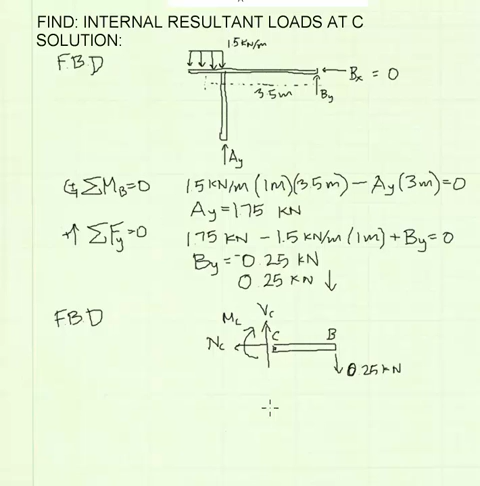 FIND: INTERNAL RESULTANT LOADS AT C
SOLUTION:
FBD
1.5 KN/m
Bx = 0
3.5m
By
Ay
↺+ ΣM_B=0 1.5 KN/m (1m)(3.5m) − Ay(3m)=0
Ay=1.75 KN
+↑ ΣFy=0 1.75 KN − 1.5 KN/m (1m) + By=0
By = -0.25 KN
0.25 KN ↓
FBD
Vc
Mc
C
B
Nc
0.25 KN